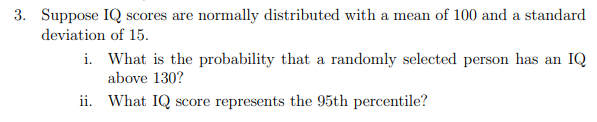 3. Suppose IQ scores are normally distributed with a mean of 100 and a standard
deviation of 15.
i. What is the probability that a randomly selected person has an IQ
above 130?
ii. What IQ score represents the 95th percentile?